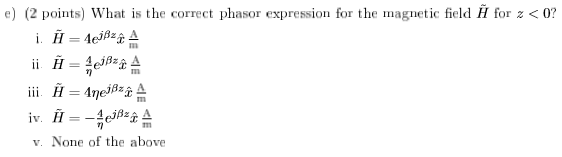 e) (2 points) What is the correct phasor expression for the magnetic field H̃ for z < 0?
i. H̃ = 4e^{jβz}x̂ A/m
ii. H̃ = 4/η e^{jβz}x̂ A/m
iii. H̃ = 4ηe^{jβz}x̂ A/m
iv. H̃ = −4/η e^{jβz}x̂ A/m
v. None of the above